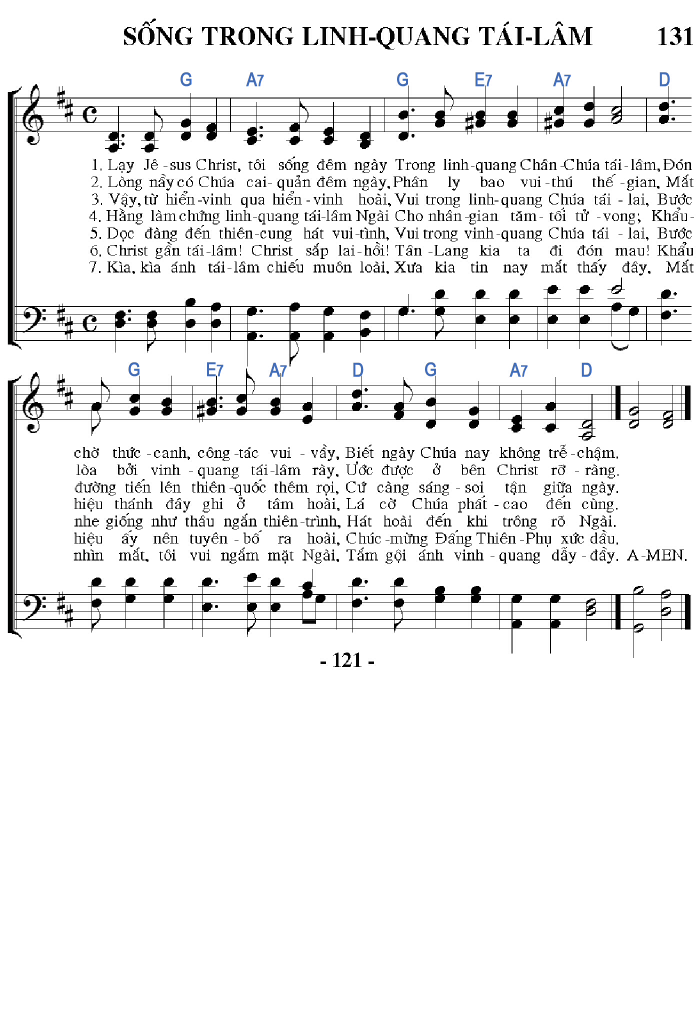 SỐNG TRONG LINH-QUANG TÁI-LÂM 131
G A7 G E7 A7 D
1. Lạy Jê-sus Christ, tôi sống đêm ngày Trong linh-quang Chân-Chúa tái-lâm, Đón
2. Lòng nầy có Chúa cai-quản đêm ngày, Phân ly bao vui-thú thế-gian, Mắt
3. Vậy, từ hiển-vinh qua hiển-vinh hoài, Vui trong linh-quang Chúa tái-lai, Bước
4. Hằng làm chứng linh-quang tái-lâm Ngài Cho nhân-gian tăm-tối tử-vong; Khẩu-
5. Dọc đàng đến thiên-cung hát vui-tình, Vui trong vinh-quang Chúa tái-lai, Bước
6. Christ gần tái-lâm! Christ sắp lai-hồi! Tân-Lang kia ta đi đón mau! Khẩu
7. Kìa, kìa ánh tái-lâm chiếu muôn loài, Xưa kia tin nay mắt thấy đây, Mắt
G E7 A7 D G A7 D
chờ thức-canh, công-tác vui-vầy, Biết ngày Chúa nay không trễ-chậm.
lòa bởi vinh-quang tái-lâm rày, Ước được ở bên Christ rỡ-ràng.
đường tiến lên thiên-quốc thêm rọi, Cứ càng sáng-soi tận giữa ngày.
hiệu thánh đây ghi ở tâm hoài, Lá cờ Chúa phất-cao đến cùng.
nhẹ giống như thâu ngắn thiên-trình, Hát hoài đến khi trông rõ Ngài.
hiệu ấy nên tuyên-bố ra hoài, Chúc-mừng Đấng Thiên-Phụ xức dầu.
nhìn mắt, tôi vui ngắm mặt Ngài, Tắm gội ánh vinh-quang dẫy-đầy. A-MEN.
- 121 -